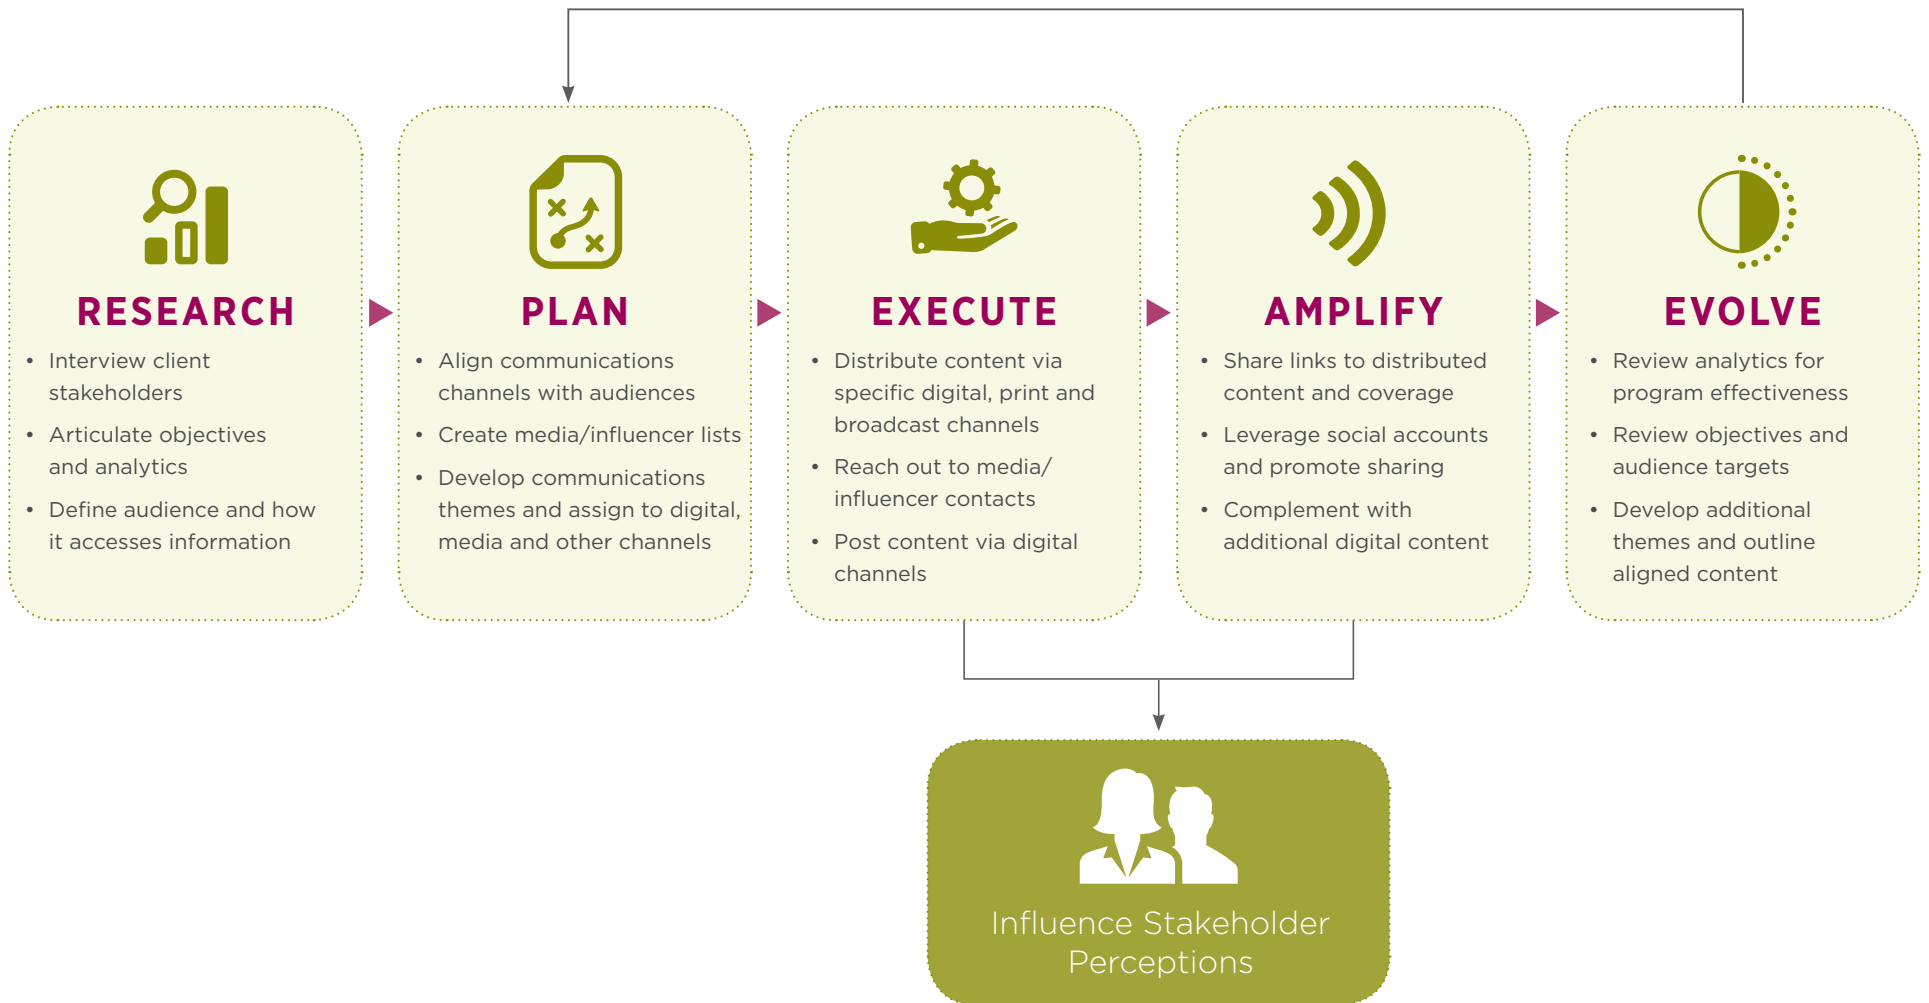 RESEARCH
• Interview client
stakeholders
• Articulate objectives
and analytics
• Define audience and how
it accesses information
PLAN
• Align communications
channels with audiences
• Create media/influencer lists
• Develop communications
themes and assign to digital,
media and other channels
EXECUTE
• Distribute content via
specific digital, print and
broadcast channels
• Reach out to media/
influencer contacts
• Post content via digital
channels
AMPLIFY
• Share links to distributed
content and coverage
• Leverage social accounts
and promote sharing
• Complement with
additional digital content
EVOLVE
• Review analytics for
program effectiveness
• Review objectives and
audience targets
• Develop additional
themes and outline
aligned content
Influence Stakeholder
Perceptions